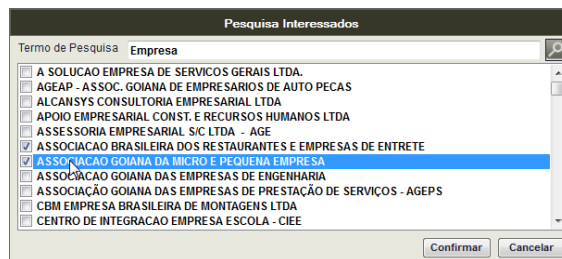 Pesquisa Interessados
Termo de Pesquisa Empresa
A SOLUCAO EMPRESA DE SERVICOS GERAIS LTDA.
AGEAP - ASSOC. GOIANA DE EMPRESARIOS DE AUTO PECAS
ALCANSYS CONSULTORIA EMPRESARIAL LTDA
APOIO EMPRESARIAL CONST. E RECURSOS HUMANOS LTDA
ASSESSORIA EMPRESARIAL S/C LTDA - AGE
ASSOCIACAO BRASILEIRA DOS RESTAURANTES E EMPRESAS DE ENTRETE
ASSOCIACAO GOIANA DA MICRO E PEQUENA EMPRESA
ASSOCIACAO GOIANA DAS EMPRESAS DE ENGENHARIA
ASSOCIAÇÃO GOIANA DAS EMPRESAS DE PRESTAÇÃO DE SERVIÇOS - AGEPS
CBM EMPRESA BRASILEIRA DE MONTAGENS LTDA
CENTRO DE INTEGRACAO EMPRESA ESCOLA - CIEE
Confirmar Cancelar